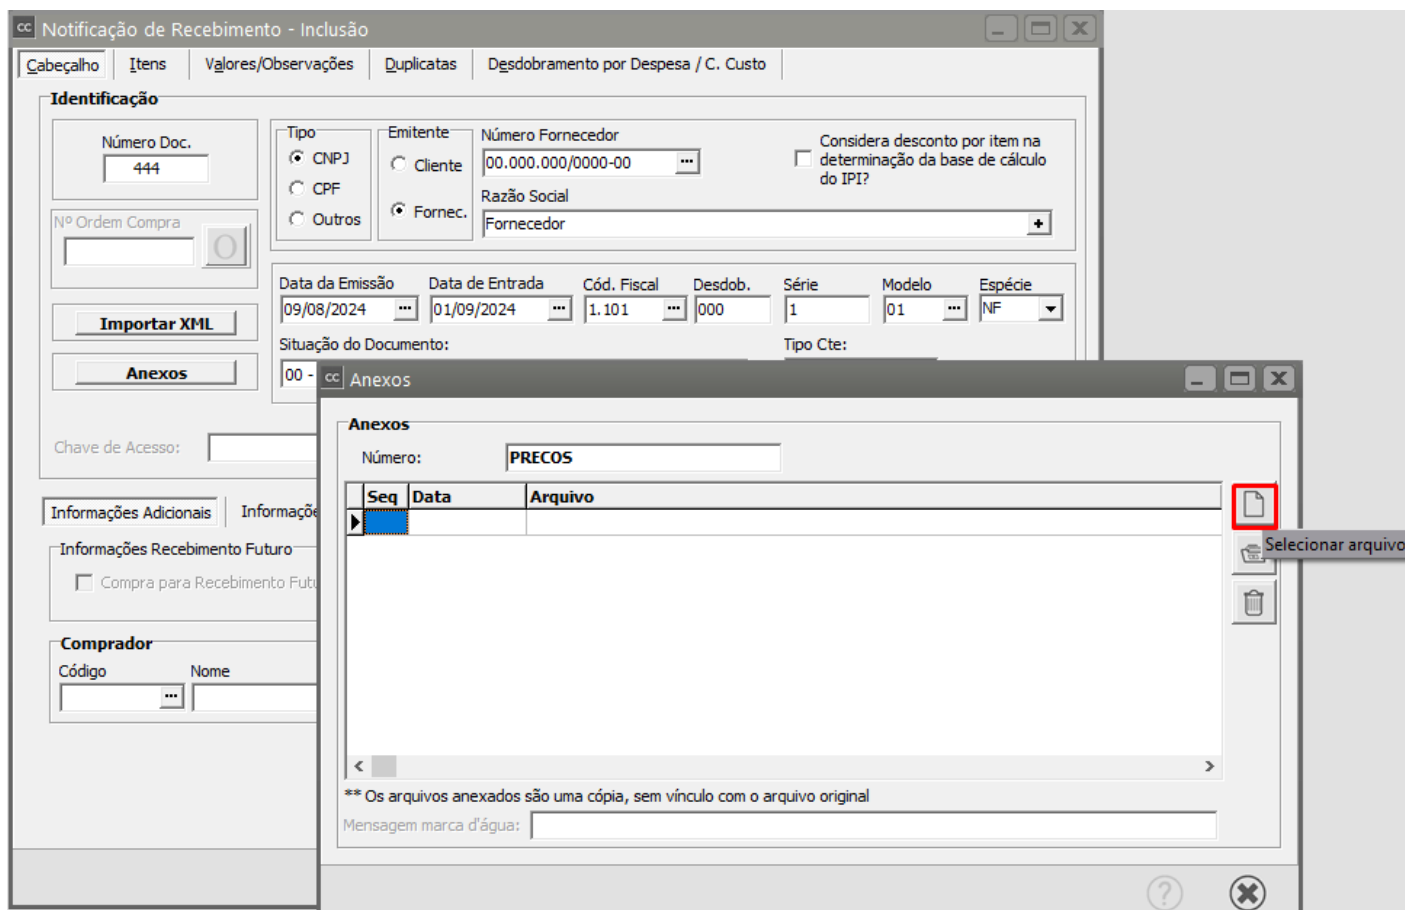 cc Notificação de Recebimento - Inclusão
Cabeçalho Itens Valores/Observações Duplicatas Desdobramento por Despesa / C. Custo
Identificação
Número Doc.
444
Nº Ordem Compra
O
Importar XML
Anexos
Tipo
CNPJ
CPF
Outros
Emitente
Cliente
Fornec.
Número Fornecedor
00.000.000/0000-00 ...
Razão Social
Fornecedor +
Considera desconto por item na
determinação da base de cálculo
do IPI?
Data da Emissão Data de Entrada Cód. Fiscal Desdob. Série Modelo Espécie
09/08/2024 ... 01/09/2024 ... 1.101 ... 000 1 01 ... NF
Situação do Documento: Tipo Cte:
00 -
Chave de Acesso:
Informações Adicionais Informaçõe
Informações Recebimento Futuro
Compra para Recebimento Futu
Comprador
Código Nome
...
cc Anexos
Anexos
Número: PRECOS
Seq Data Arquivo
Selecionar arquivo
** Os arquivos anexados são uma cópia, sem vínculo com o arquivo original
Mensagem marca d'água:
?